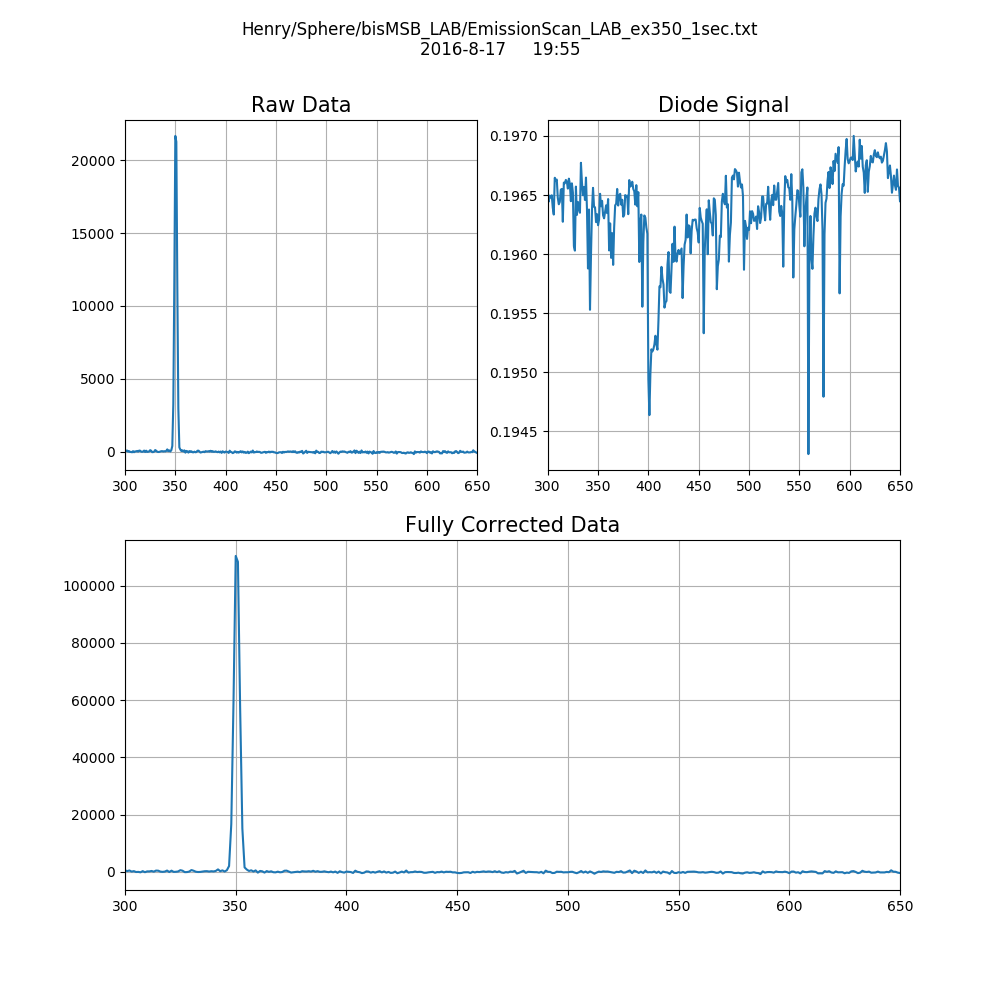 Henry/Sphere/bisMSB_LAB/EmissionScan_LAB_ex350_1sec.txt
2016-8-17 19:55
Raw Data
20000
15000
10000
5000
0
300 350 400 450 500 550 600 650
Diode Signal
0.1970
0.1965
0.1960
0.1955
0.1950
0.1945
300 350 400 450 500 550 600 650
Fully Corrected Data
100000
80000
60000
40000
20000
0
300 350 400 450 500 550 600 650